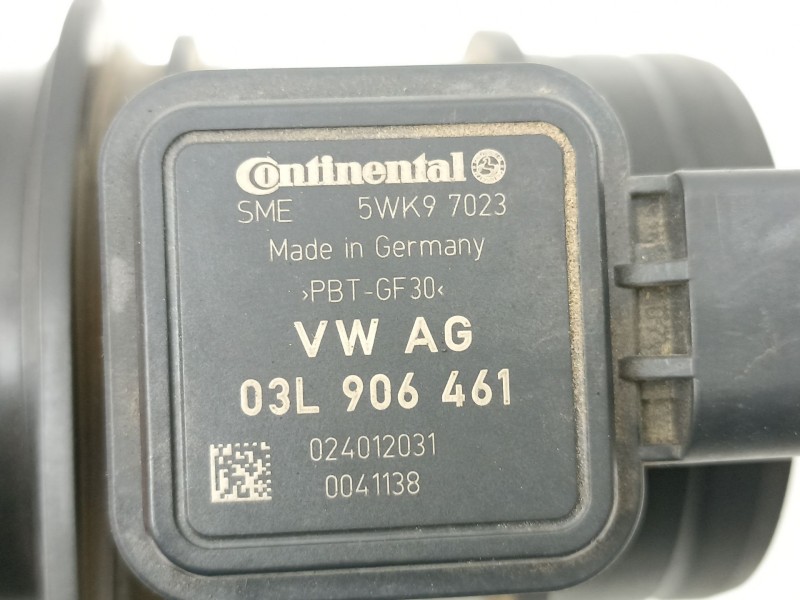 Continental
SME 5WK9 7023
Made in Germany
>PBT-GF30<
VW AG
03L 906 461
024012031
0041138